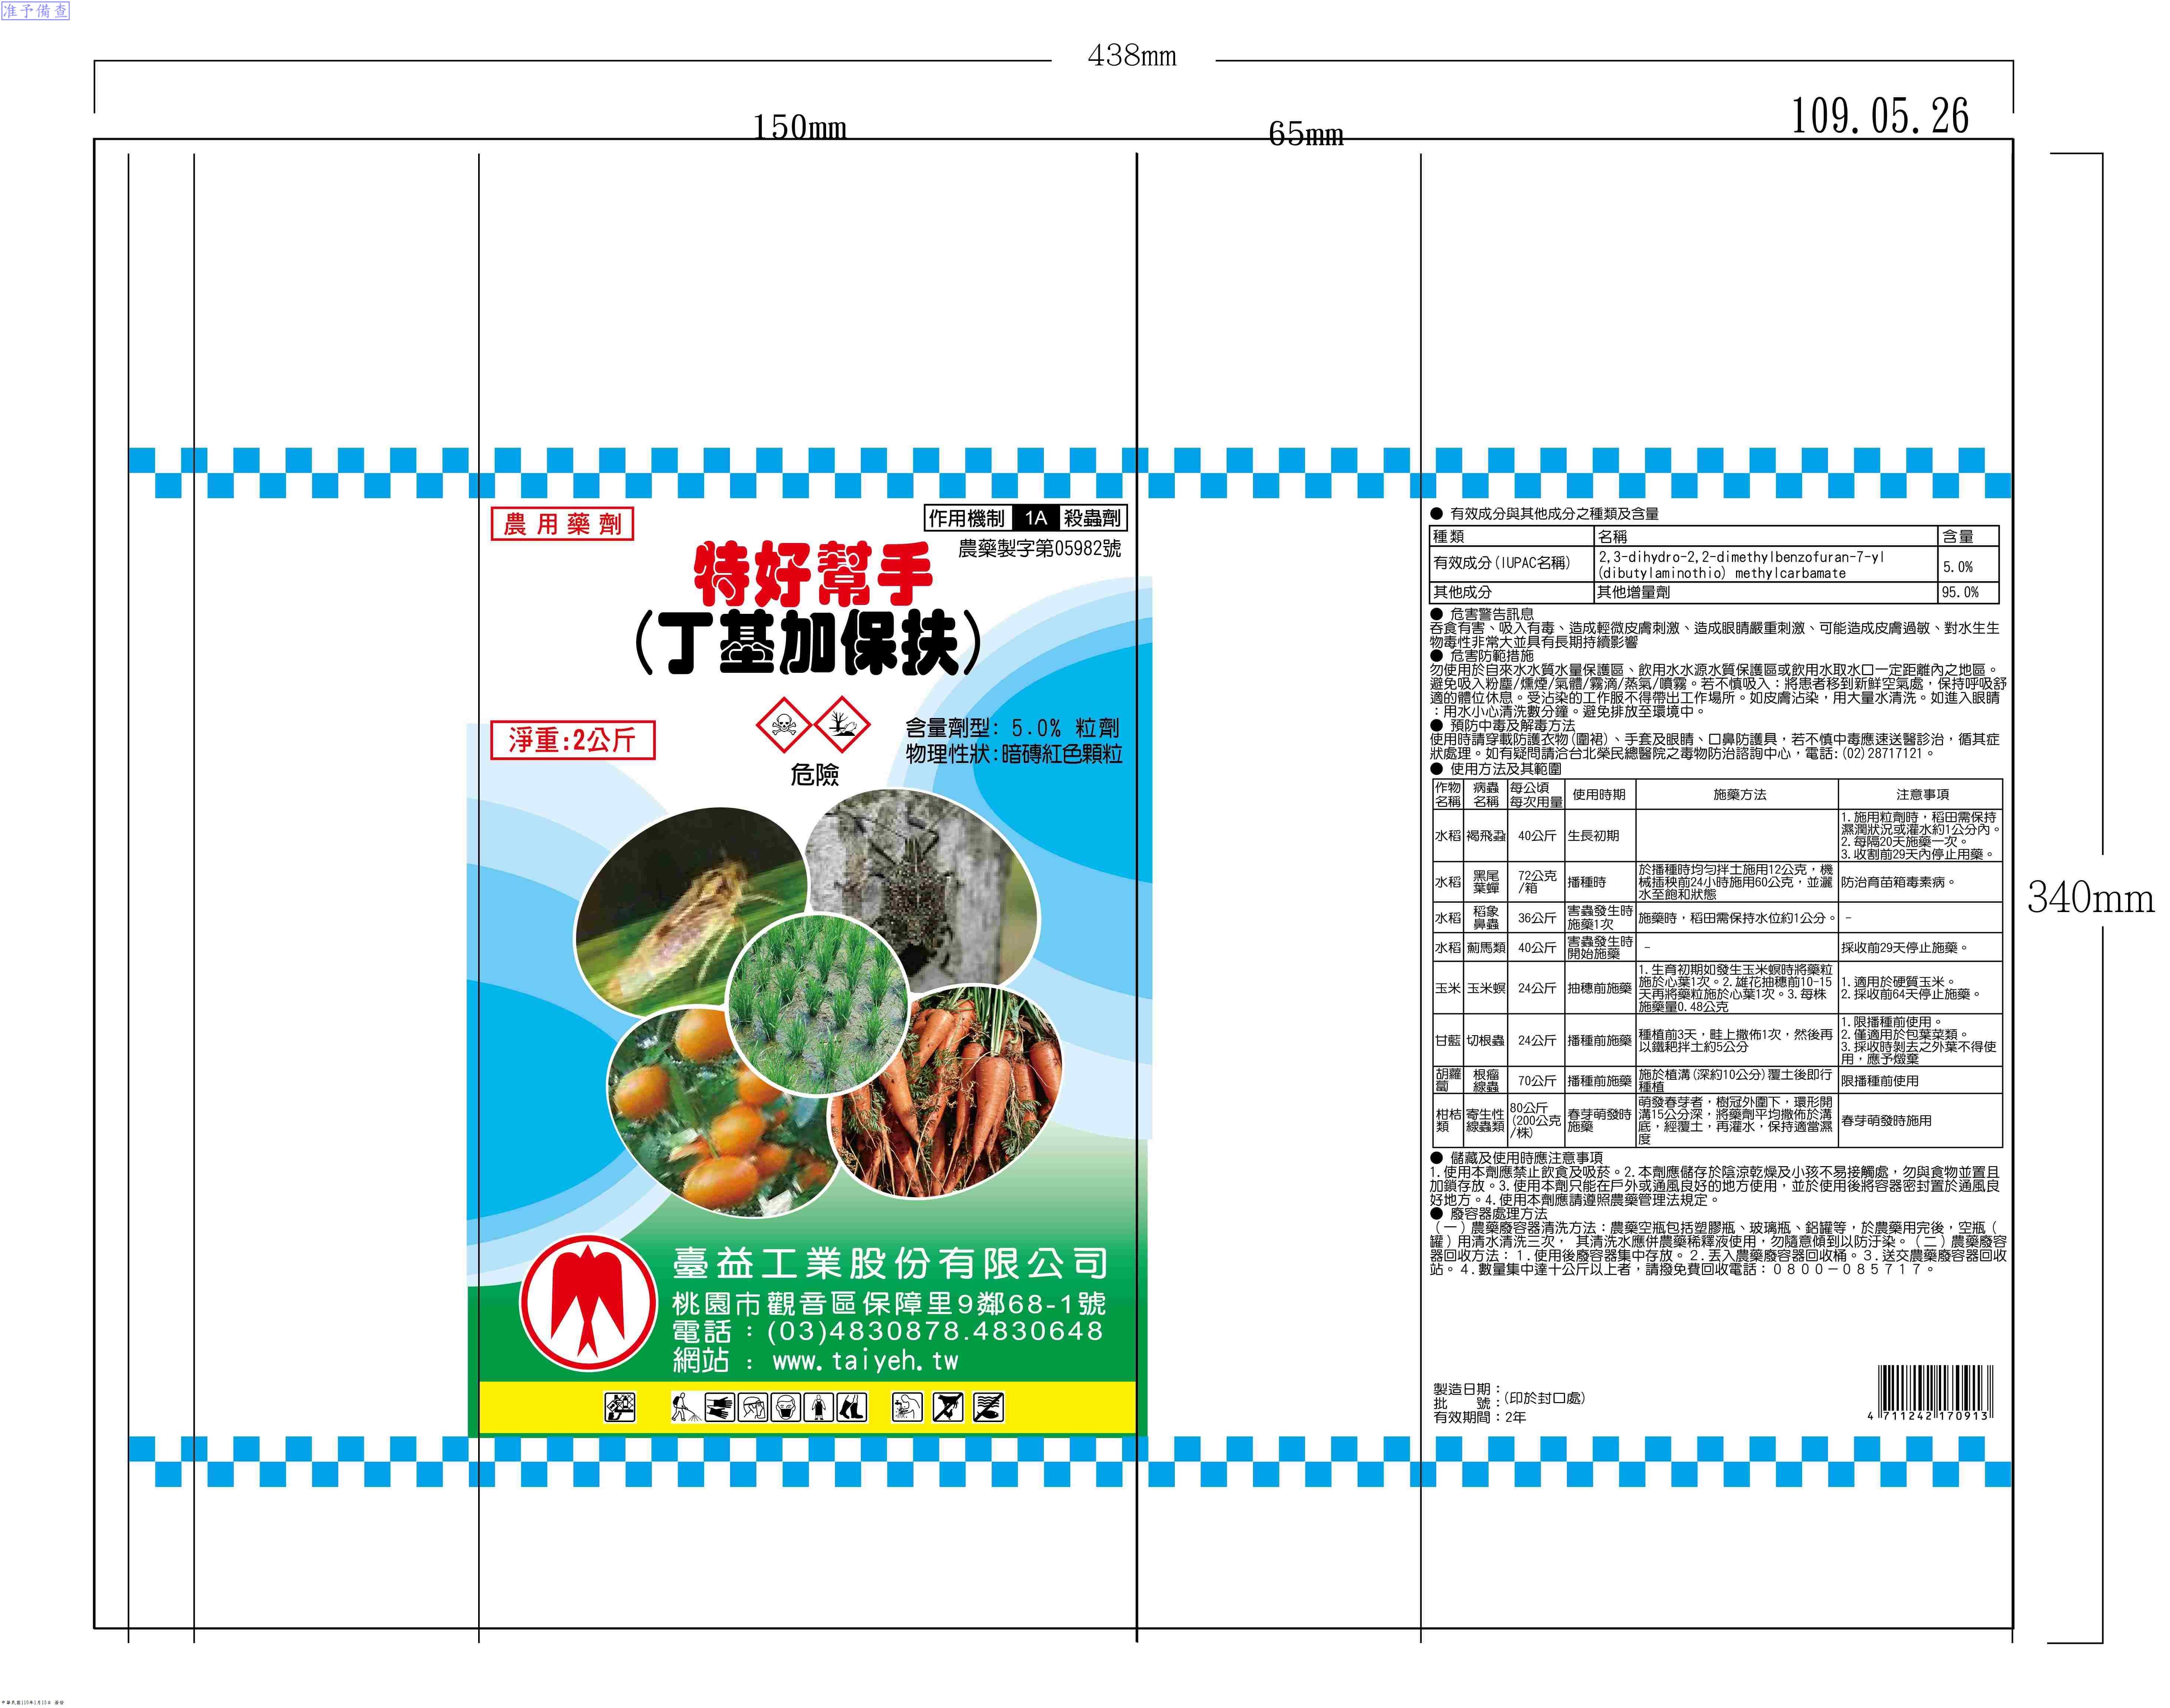 准予備查
438mm
150mm
65mm
109.05.26
340mm
農用藥劑
作用機制 1A 殺蟲劑
農藥製字第05982號
特好幫手
(丁基加保扶)
淨重:2公斤
危險
含量劑型: 5.0% 粒劑
物理性狀:暗磚紅色顆粒
臺益工業股份有限公司
桃園市觀音區保障里9鄰68-1號
電話：(03)4830878.4830648
網站：www.taiyeh.tw
● 有效成分與其他成分之種類及含量
種類 名稱 含量
有效成分(IUPAC名稱) 2,3-dihydro-2,2-dimethylbenzofuran-7-yl
(dibutylaminothio) methylcarbamate 5.0%
其他成分 其他增量劑 95.0%
● 危害警告訊息
吞食有害、吸入有毒、造成輕微皮膚刺激、造成眼睛嚴重刺激、可能造成皮膚過敏、對水生生
物毒性非常大並具有長期持續影響
● 危害防範措施
勿使用於自來水水質水量保護區、飲用水水源水質保護區或飲用水取水口一定距離內之地區。
避免吸入粉塵/燻煙/氣體/霧滴/蒸氣/噴霧。若不慎吸入：將患者移到新鮮空氣處，保持呼吸舒
適的體位休息。受沾染的工作服不得帶出工作場所。如皮膚沾染，用大量水清洗。如進入眼睛
：用水小心清洗數分鐘。避免排放至環境中。
● 預防中毒及解毒方法
使用時請穿載防護衣物(圍裙)、手套及眼睛、口鼻防護具，若不慎中毒應速送醫診治，循其症
狀處理。如有疑問請洽台北榮民總醫院之毒物防治諮詢中心，電話:(02)28717121。
● 使用方法及其範圍
作物名稱 病蟲名稱 每公頃每次用量 使用時期 施藥方法 注意事項
水稻 褐飛蝨 40公斤 生長初期 1.施用粒劑時，稻田需保持
濕潤狀況或灌水約1公分內。
2.每隔20天施藥一次。
3.收割前29天內停止用藥。
水稻 黑尾葉蟬 72公克/箱 播種時 於播種時均勻拌土施用12公克，機
械插秧前24小時施用60公克，並灑
水至飽和狀態 防治育苗箱毒素病。
水稻 稻象鼻蟲 36公斤 害蟲發生時施藥1次 施藥時，稻田需保持水位約1公分。 -
水稻 薊馬類 40公斤 害蟲發生時開始施藥 - 採收前29天停止施藥。
玉米 玉米螟 24公斤 抽穗前施藥 1.生育初期如發生玉米螟時將藥粒
施於心葉1次。2.雄花抽穗前10-15
天再將藥粒施於心葉1次。3.每株
施藥量0.48公克 1.適用於硬質玉米。
2.採收前64天停止施藥。
甘藍 切根蟲 24公斤 播種前施藥 種植前3天，畦上撒佈1次，然後再
以鐵耙拌土約5公分 1.限播種前使用。
2.僅適用於包葉菜類。
3.採收時剝去之外葉不得使
用，應予燬棄
胡蘿蔔 根瘤線蟲 70公斤 播種前施藥 施於植溝(深約10公分)覆土後即行
種植 限播種前使用
柑桔類 寄生性線蟲類 80公斤(200公克/株) 春芽萌發時施藥 萌發春芽者，樹冠外圍下，環形開
溝15公分深，將藥劑平均撒佈於溝
底，經覆土，再灌水，保持適當濕
度 春芽萌發時施用
● 儲藏及使用時應注意事項
1.使用本劑應禁止飲食及吸菸。2.本劑應儲存於陰涼乾燥及小孩不易接觸處，勿與食物並置且
加鎖存放。3.使用本劑只能在戶外或通風良好的地方使用，並於使用後將容器密封置於通風良
好地方。4.使用本劑應請遵照農藥管理法規定。
● 廢容器處理方法
（一）農藥廢容器清洗方法：農藥空瓶包括塑膠瓶、玻璃瓶、鋁罐等，於農藥用完後，空瓶（
罐）用清水清洗三次， 其清洗水應併農藥稀釋液使用，勿隨意傾到以防汙染。（二）農藥廢容
器回收方法：１.使用後廢容器集中存放。２.丟入農藥廢容器回收桶。３.送交農藥廢容器回收
站。４.數量集中達十公斤以上者，請撥免費回收電話：０８００－０８５７１７。
製造日期：
批　　號：(印於封口處)
有效期間：2年
4 711242 170913